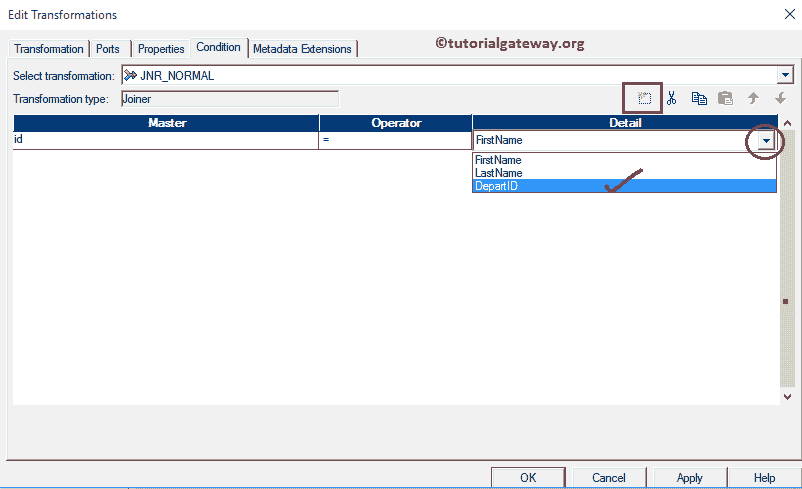 Edit Transformations
Transformation Ports Properties Condition Metadata Extensions
©tutorialgateway.org
Select transformation: JNR_NORMAL
Transformation type: Joiner
Master Operator Detail
id = FirstName
FirstName
LastName
DepartID
OK Cancel Apply Help